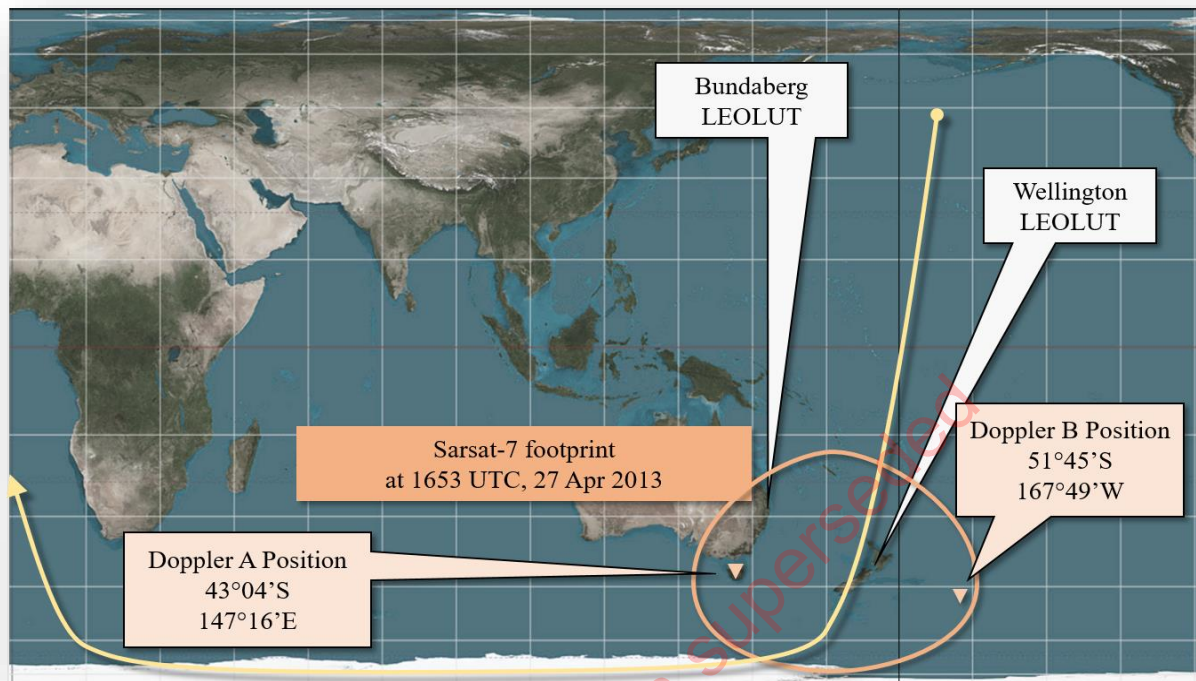 Bundaberg
LEOLUT
Wellington
LEOLUT
Doppler B Position
51°45’S
167°49’W
Sarsat-7 footprint
at 1653 UTC, 27 Apr 2013
Doppler A Position
43°04’S
147°16’E
superseded